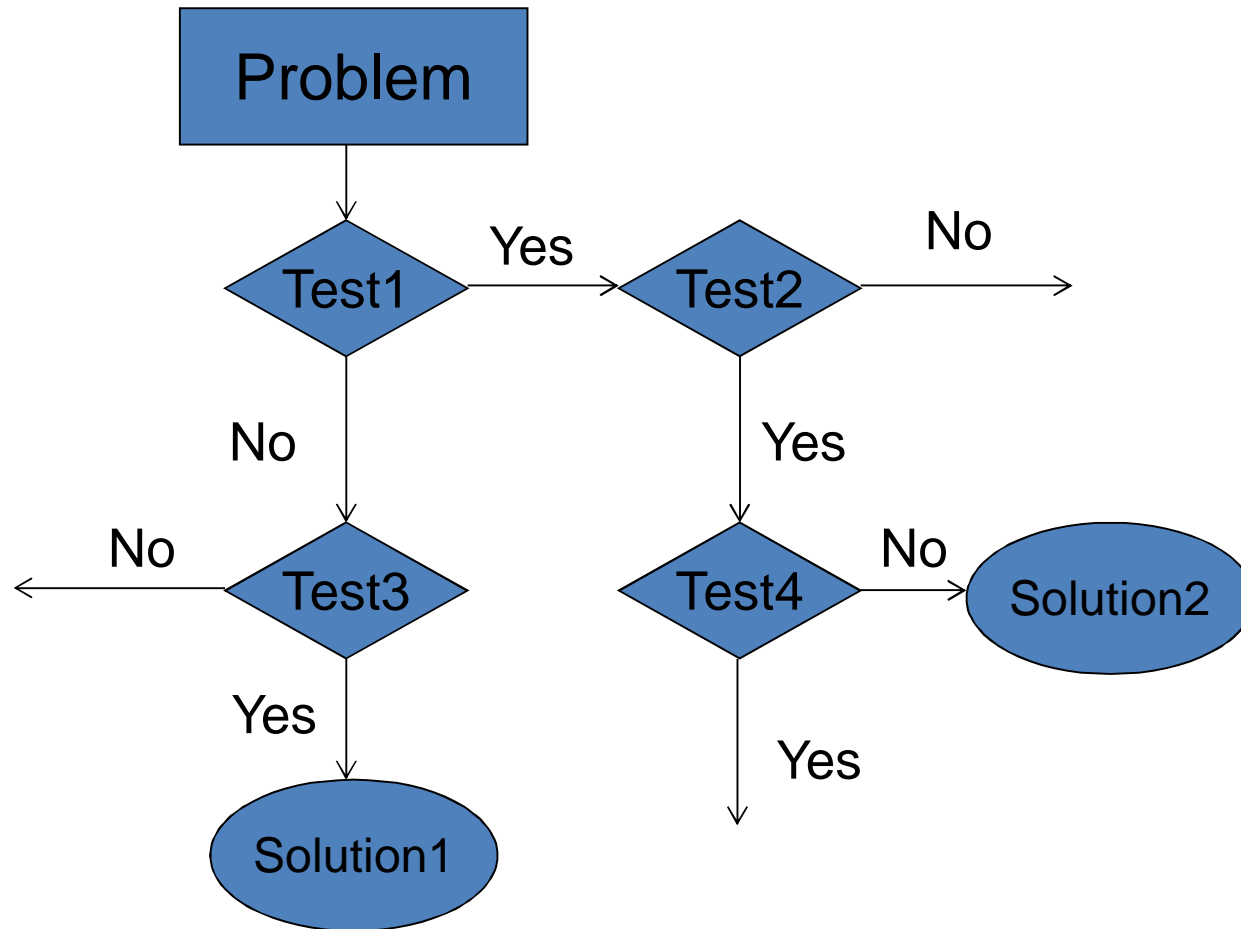 Problem
Test1
Yes
Test2
No
No
Yes
No
Test3
Test4
No
Solution2
Yes
Yes
Solution1